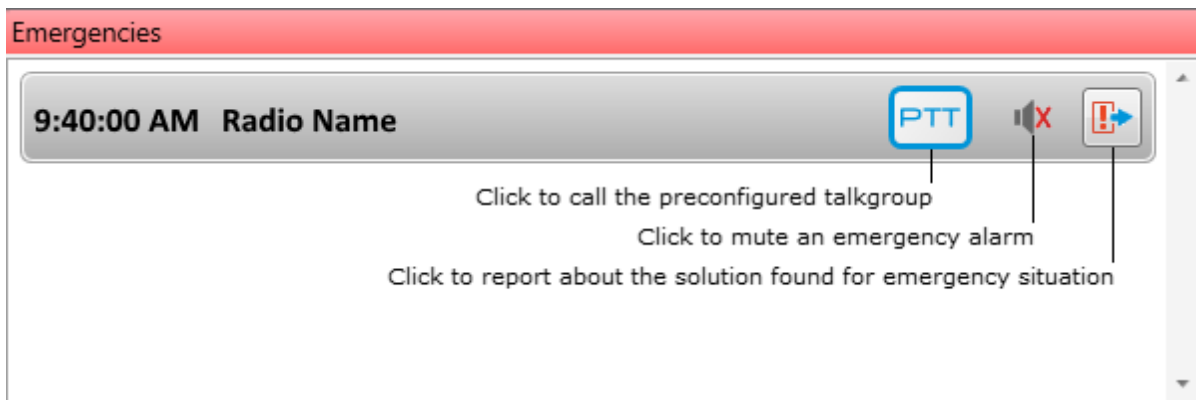 Emergencies
9:40:00 AM Radio Name PTT
Click to call the preconfigured talkgroup
Click to mute an emergency alarm
Click to report about the solution found for emergency situation